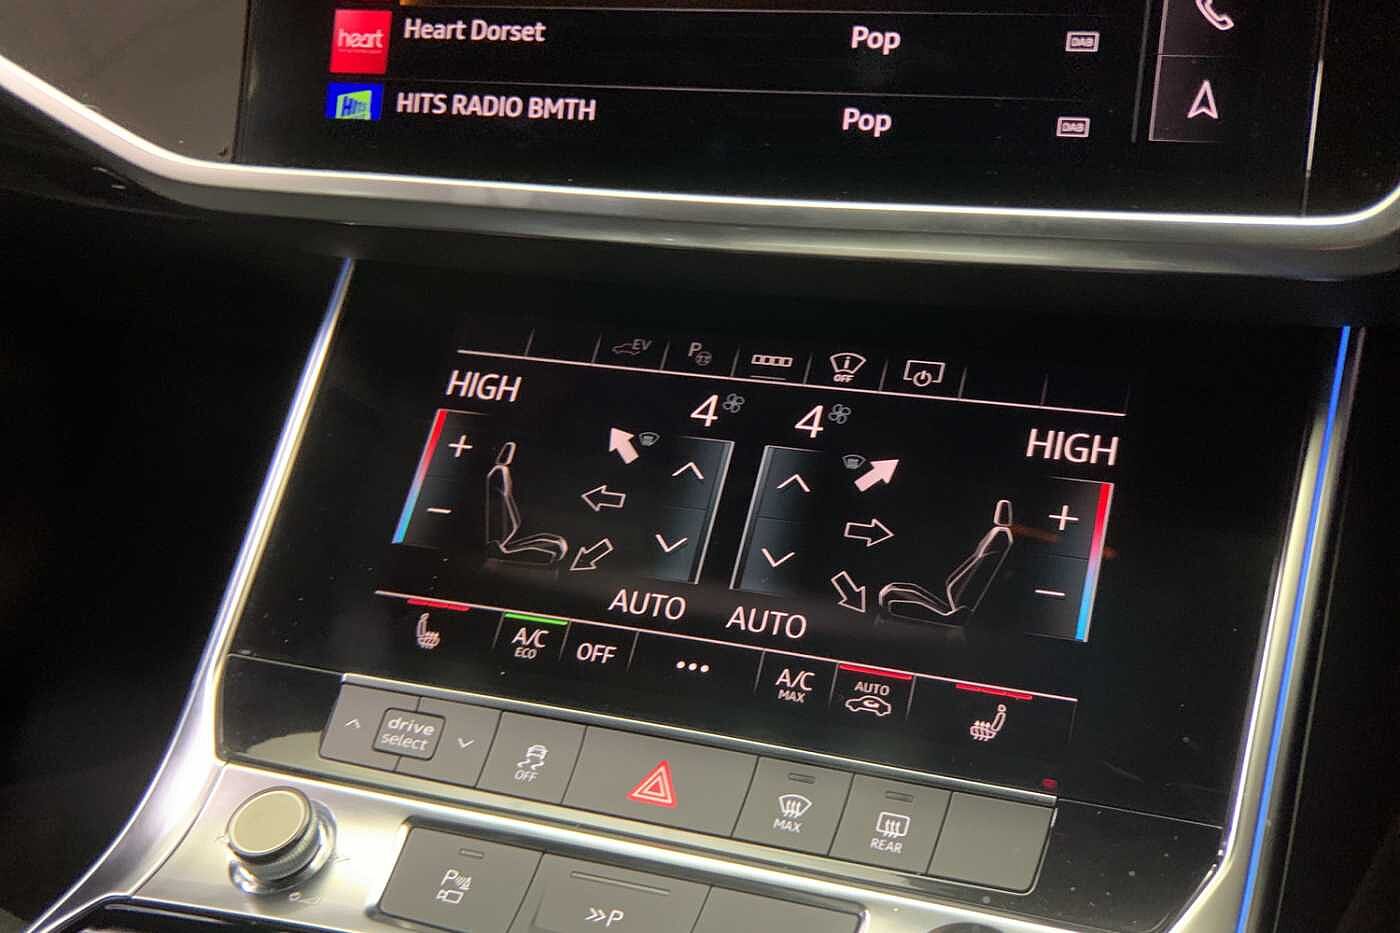 heart
Heart Dorset
Pop
DAB
HITS
HITS RADIO BMTH
Pop
DAB
EV
P
i
OFF
HIGH
4
4
HIGH
+
-
+
-
AUTO
AUTO
A/C
ECO
OFF
•••
A/C
MAX
AUTO
drive
select
OFF
MAX
REAR
P
»P